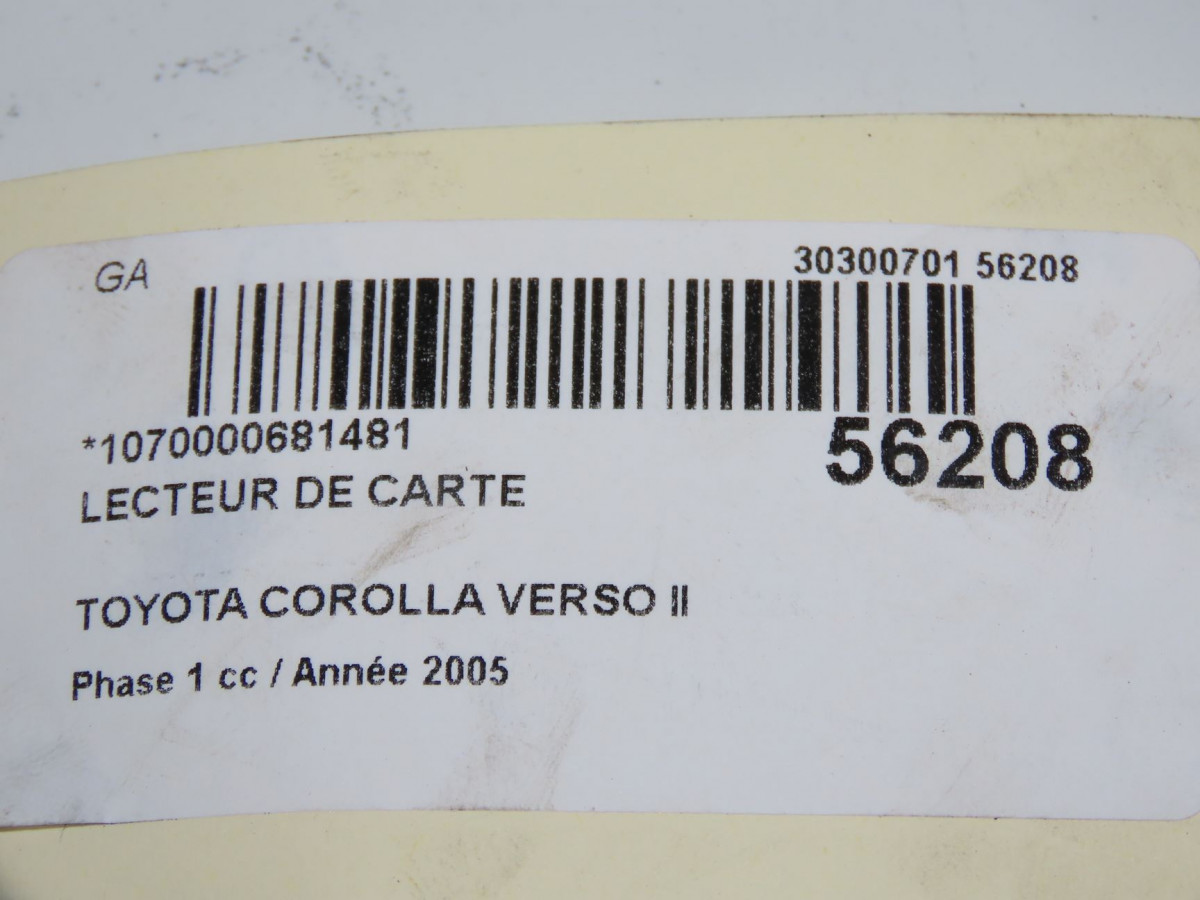 GA
30300701 56208
*1070000681481
56208
LECTEUR DE CARTE
TOYOTA COROLLA VERSO II
Phase 1 cc / Année 2005